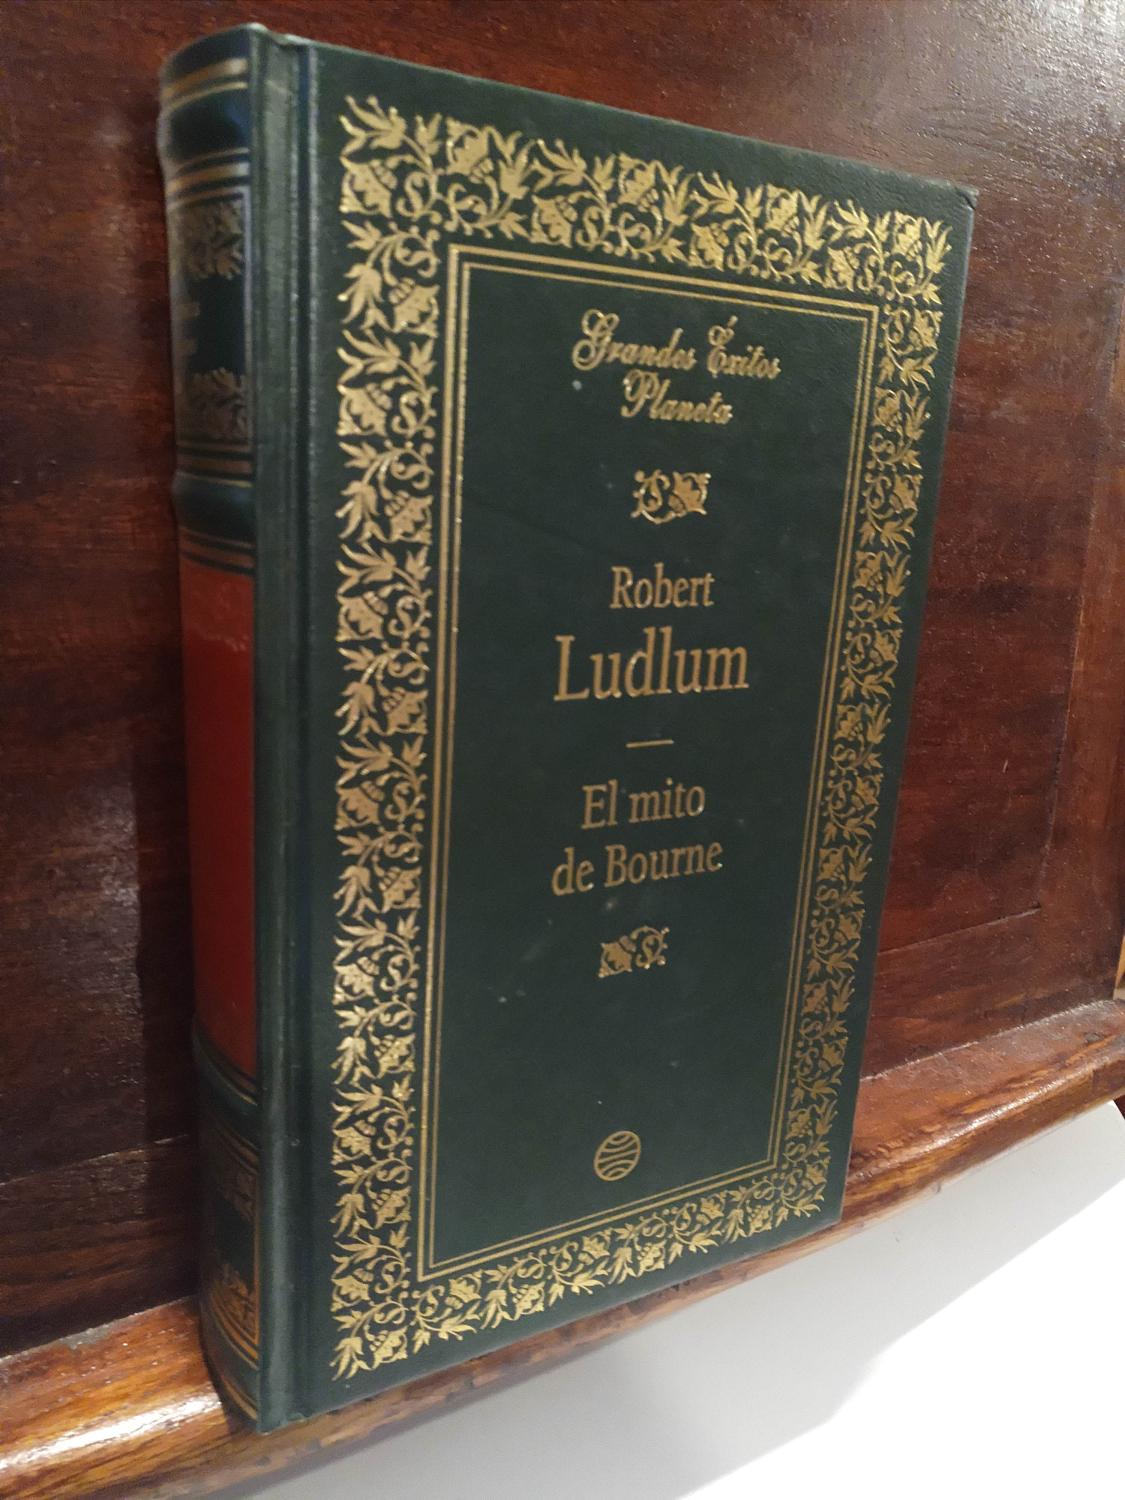 Grandes Éxitos
Planeta
Robert
Ludlum
El mito
de Bourne